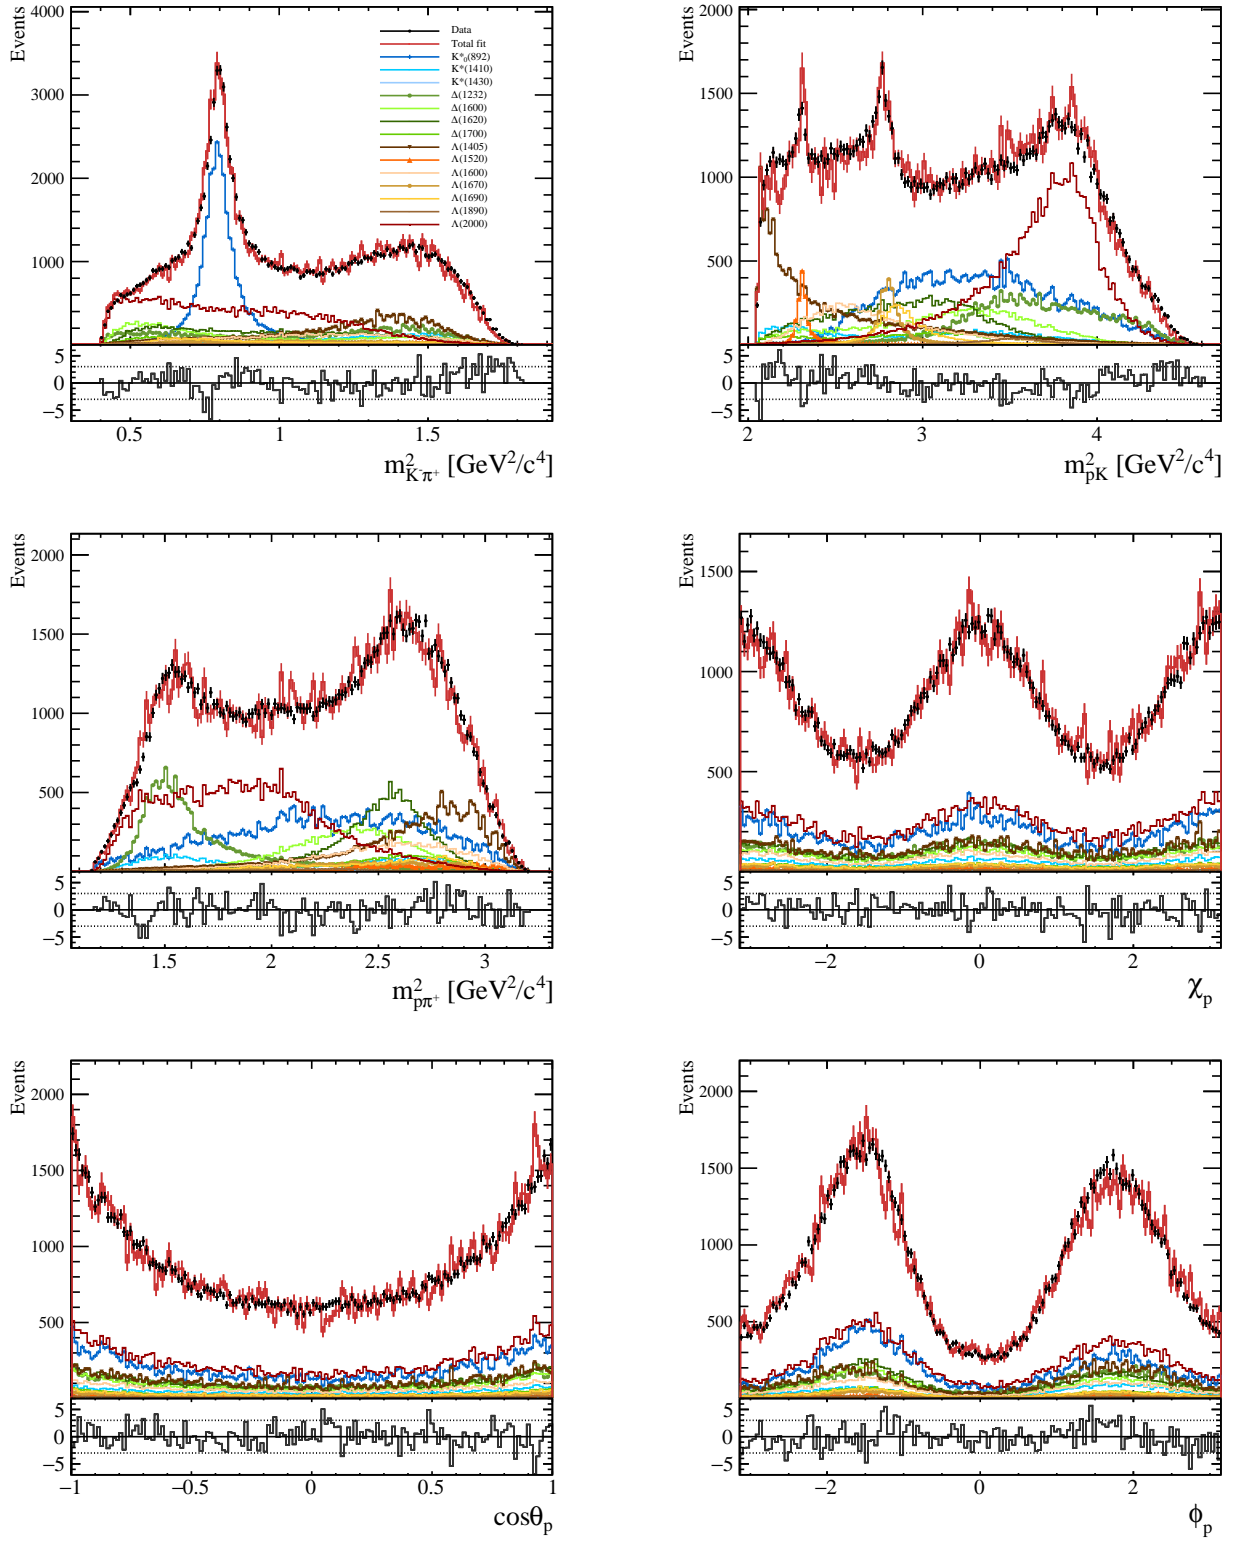 Events
4000
3000
2000
1000
Data
Total fit
K*₀(892)
K*(1410)
K*(1430)
Δ(1232)
Δ(1600)
Δ(1620)
Δ(1700)
Λ(1405)
Λ(1520)
Λ(1600)
Λ(1670)
Λ(1690)
Λ(1890)
Λ(2000)
5
0
−5
0.5 1 1.5
m²K⁻π⁺ [GeV²/c⁴]
Events
2000
1500
1000
500
5
0
−5
2 3 4
m²pK [GeV²/c⁴]
Events
2000
1500
1000
500
5
0
−5
1.5 2 2.5 3
m²pπ⁺ [GeV²/c⁴]
Events
1500
1000
500
5
0
−5
−2 0 2
χp
Events
2000
1500
1000
500
5
0
−5
−1 −0.5 0 0.5 1
cosθp
Events
2000
1500
1000
500
5
0
−5
−2 0 2
ϕp